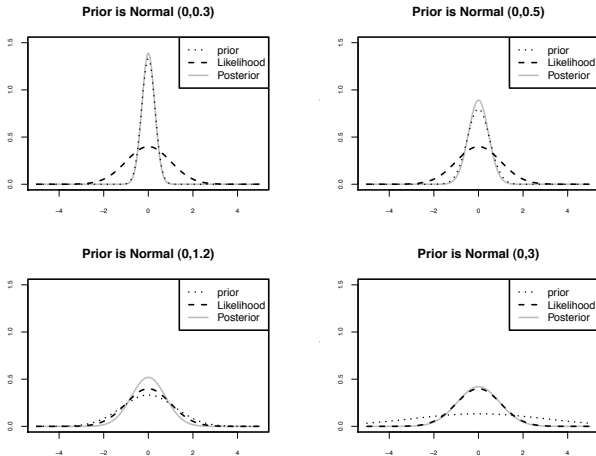 Prior is Normal (0,0.3)
prior
Likelihood
Posterior
0.0
0.5
1.0
1.5
−4
−2
0
2
4
Prior is Normal (0,0.5)
prior
Likelihood
Posterior
0.0
0.5
1.0
1.5
−4
−2
0
2
4
Prior is Normal (0,1.2)
prior
Likelihood
Posterior
0.0
0.5
1.0
1.5
−4
−2
0
2
4
Prior is Normal (0,3)
prior
Likelihood
Posterior
0.0
0.5
1.0
1.5
−4
−2
0
2
4